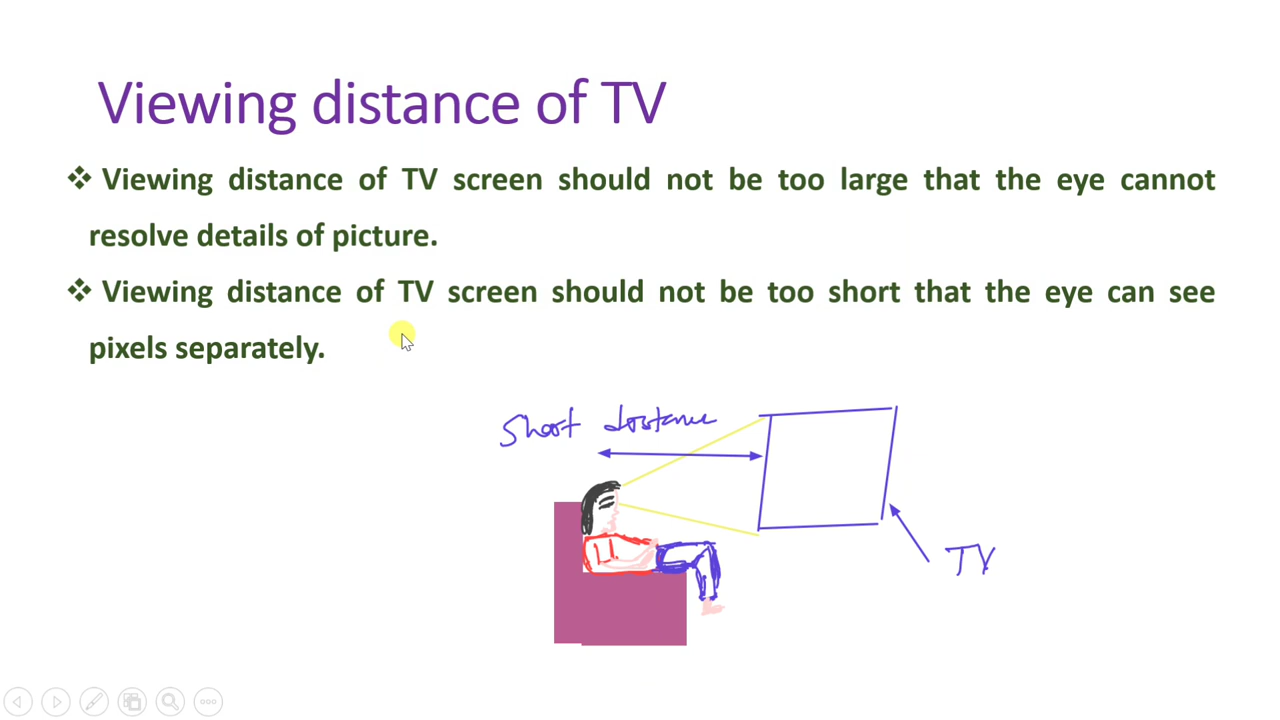 Viewing distance of TV
❖ Viewing distance of TV screen should not be too large that the eye cannot
resolve details of picture.
❖ Viewing distance of TV screen should not be too short that the eye can see
pixels separately.
Short distance
TV